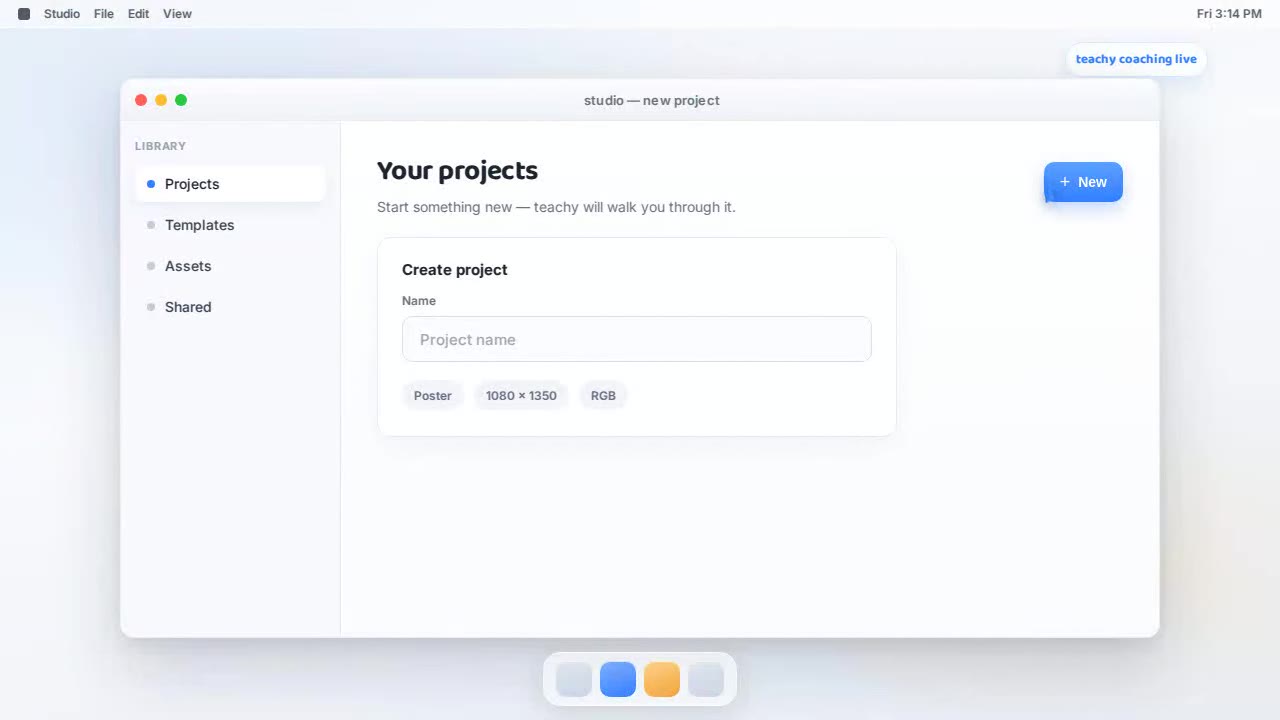 Studio File Edit View
Fri 3:14 PM
teachy coaching live
studio — new project
LIBRARY
Projects
Templates
Assets
Shared
Your projects
Start something new — teachy will walk you through it.
+ New
Create project
Name
Project name
Poster
1080 × 1350
RGB